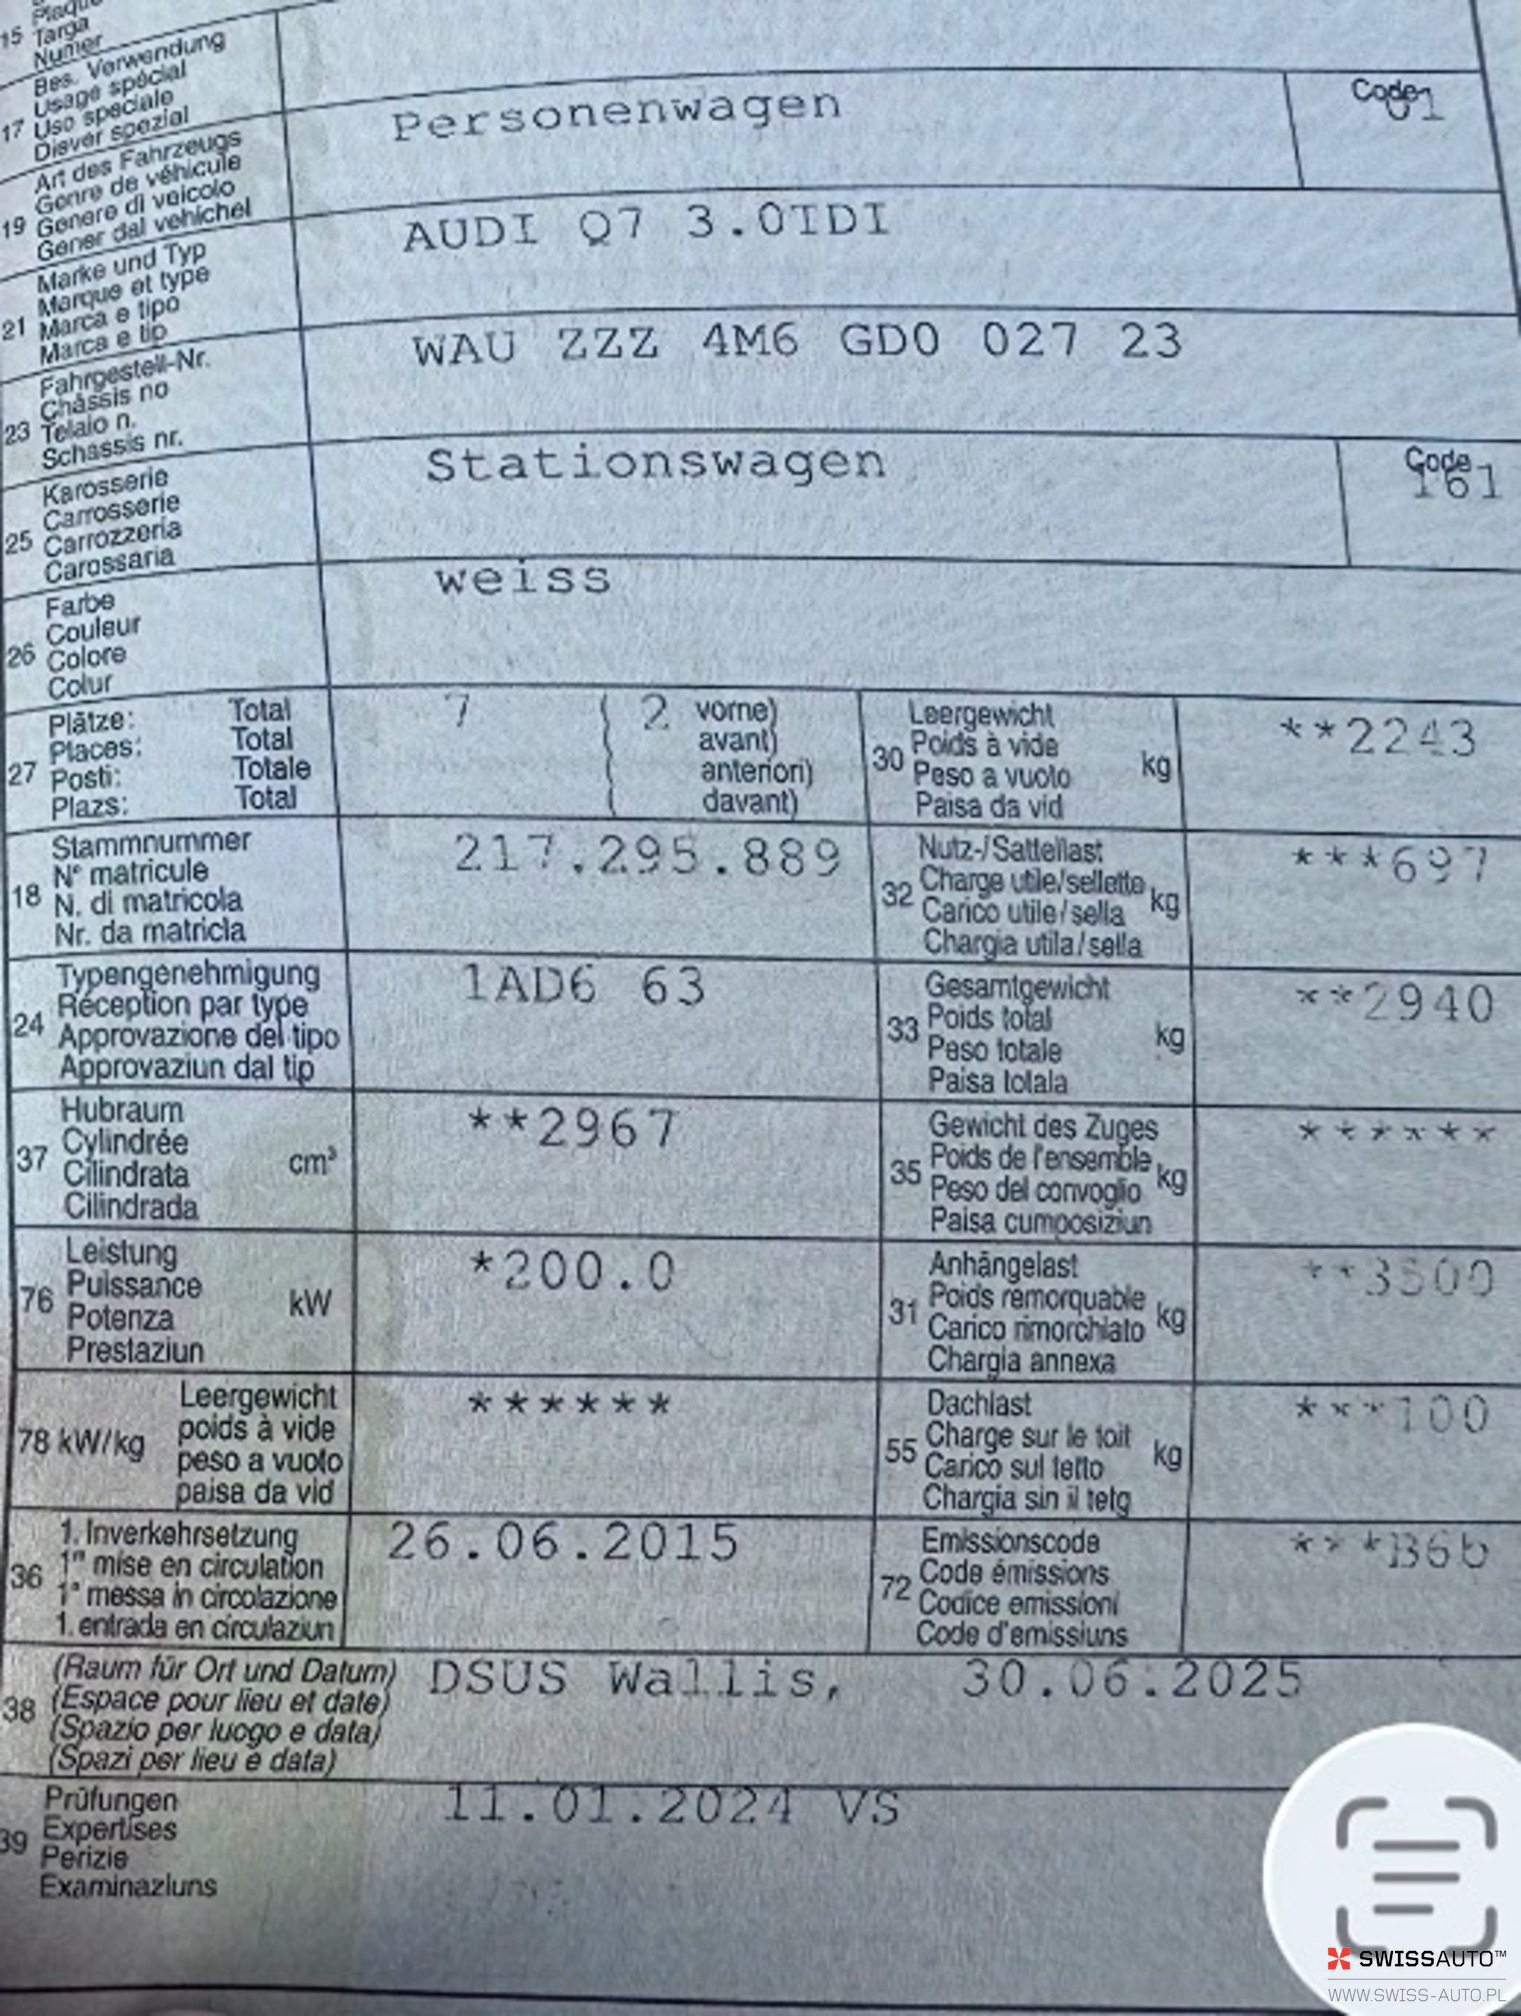 Plaque
15 Targa
Numer
Bes. Verwendung
Usage spécial
17 Uso speciale
Diever spezial
Art des Fahrzeugs
Genre de véhicule
19 Genere di veicolo
Gener dal vehichel
Personenwagen
Code
01
Marke und Typ
Marque et type
21 Marca e tipo
Marca e tip
AUDI Q7 3.0TDI
Fahrgestell-Nr.
Châssis no
23 Telaio n.
Schassis nr.
WAU ZZZ 4M6 GD0 027 23
Karosserie
Carrosserie
25 Carrozzeria
Carossaria
Stationswagen
Code
161
Farbe
Couleur
26 Colore
Colur
weiss
Plätze: Total
Places: Total
27 Posti: Totale
Plazs: Total
7 ( 2 vorne)
( avant)
( anteriori)
( davant)
Leergewicht
30 Poids à vide kg
Peso a vuoto
Paisa da vid
**2243
Stammnummer
N° matricule
18 N. di matricola
Nr. da matricla
217.295.889
Nutz-/Sattellast
32 Charge utile/sellette kg
Carico utile/sella
Chargia utila/sella
***697
Typengenehmigung
Réception par type
24 Approvazione del tipo
Approvaziun dal tip
1AD6 63
Gesamtgewicht
33 Poids total kg
Peso totale
Paisa totala
**2940
Hubraum
Cylindrée
37 Cilindrata cm³
Cilindrada
**2967
Gewicht des Zuges
35 Poids de l'ensemble kg
Peso del convoglio
Paisa cumposiziun
******
Leistung
76 Puissance kW
Potenza
Prestaziun
*200.0
Anhängelast
31 Poids remorquable kg
Carico rimorchiato
Chargia annexa
**3500
Leergewicht
78 kW/kg poids à vide
peso a vuoto
paisa da vid
******
Dachlast
55 Charge sur le toit kg
Carico sul tetto
Chargia sin il tetg
***100
1. Inverkehrsetzung
36 1re mise en circulation
1a messa in circolazione
1. entrada en circulaziun
26.06.2015
Emissionscode
72 Code émissions
Codice emissioni
Code d'emissiuns
***B6b
(Raum für Ort und Datum)
38 (Espace pour lieu et date)
(Spazio per luogo e data)
(Spazi per lieu e data)
DSUS Wallis, 30.06.2025
Prüfungen
39 Expertises
Perizie
Examinaziuns
11.01.2024 VS
SWISSAUTO™
WWW.SWISS-AUTO.PL